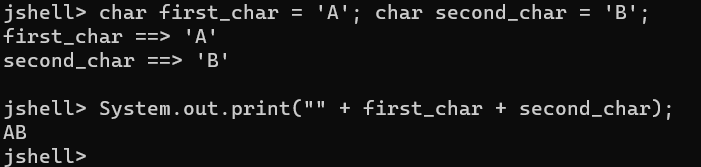 jshell> char first_char = 'A'; char second_char = 'B';
first_char ==> 'A'
second_char ==> 'B'

jshell> System.out.print("" + first_char + second_char);
AB
jshell>